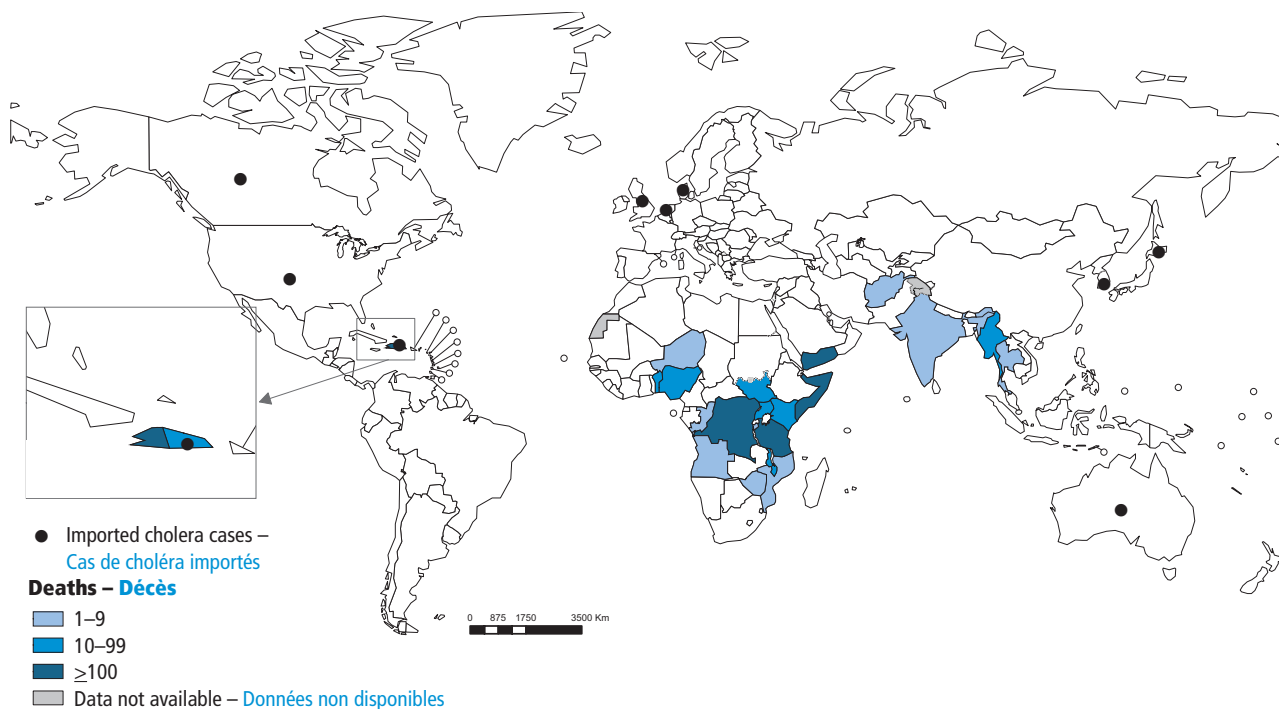 Imported cholera cases –
Cas de choléra importés
Deaths – Décès
1–9
10–99
≥100
Data not available – Données non disponibles
0 875 1750 3500 Km